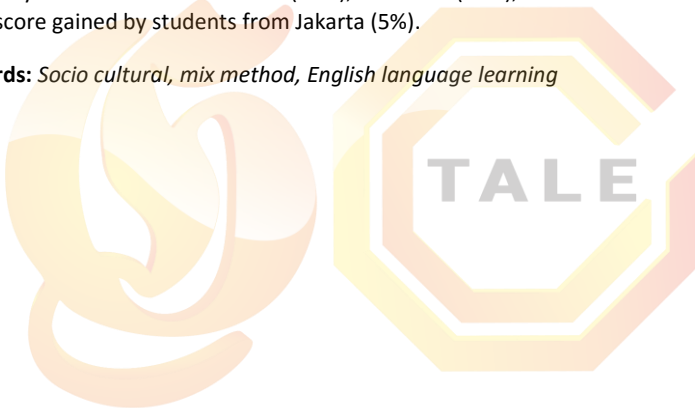 score gained by students from Jakarta (5%).
rds: Socio cultural, mix method, English language learning
TALE